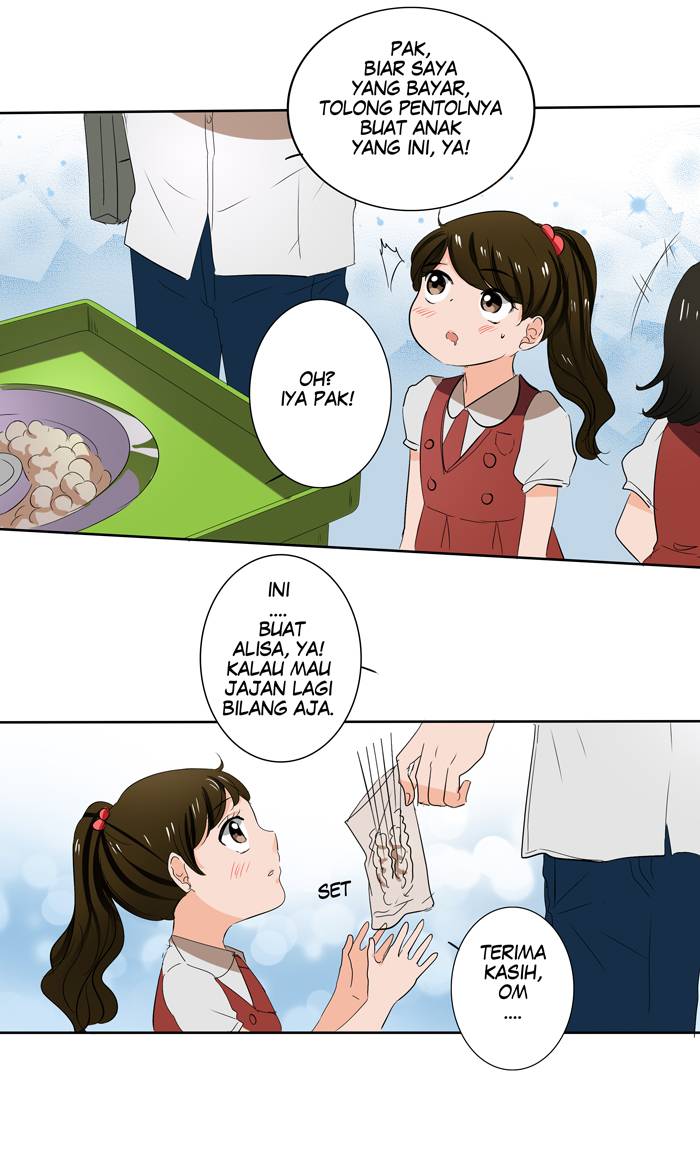 PAK,
BIAR SAYA
YANG BAYAR,
TOLONG PENTOLNYA
BUAT ANAK
YANG INI, YA!
OH?
IYA PAK!
INI
....
BUAT
ALISA, YA!
KALAU MAU
JAJAN LAGI
BILANG AJA.
SET
TERIMA
KASIH,
OM
....